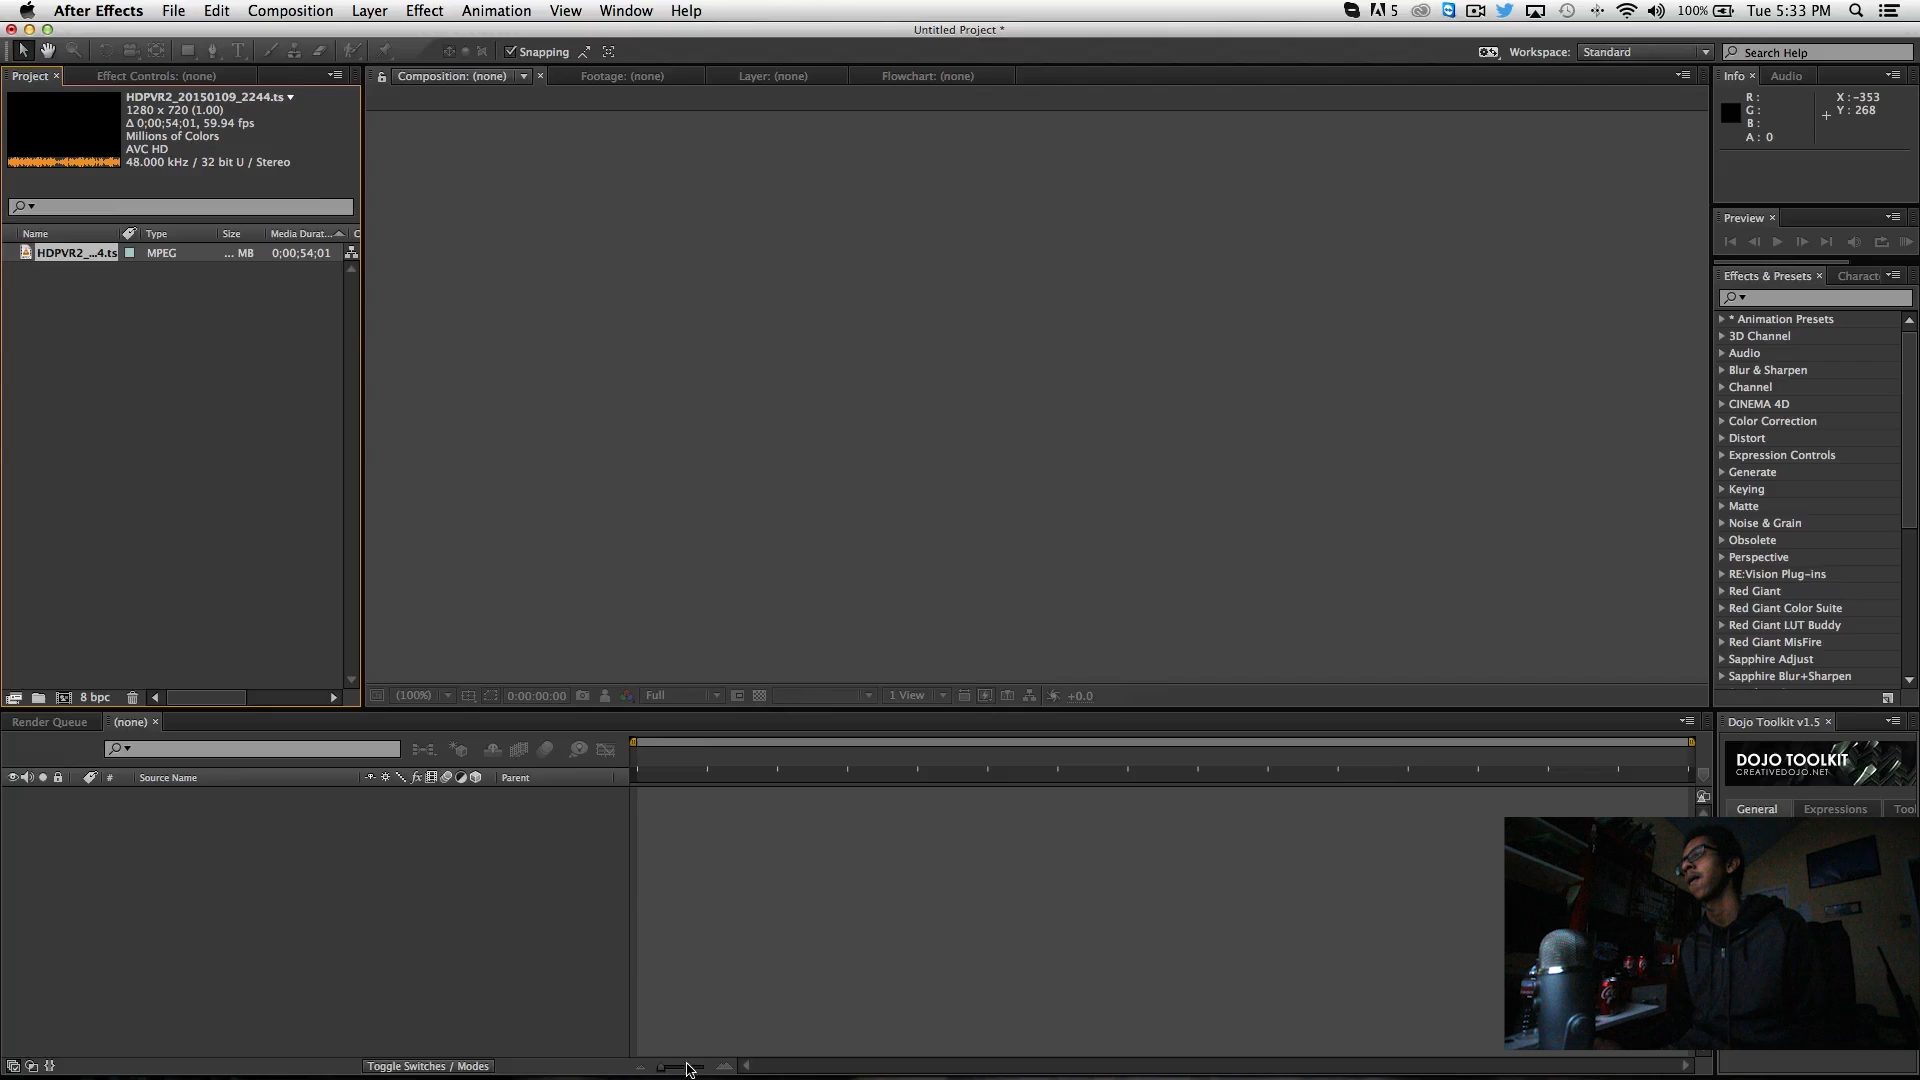 After Effects File Edit Composition Layer Effect Animation View Window Help
5 100% Tue 5:33 PM
Untitled Project *
Snapping
Workspace: Standard
Search Help
Project Effect Controls: (none)
Composition: (none) Footage: (none) Layer: (none) Flowchart: (none)
Info Audio
HDPVR2_20150109_2244.ts
1280 x 720 (1.00)
Δ 0;00;54;01, 59.94 fps
Millions of Colors
AVC HD
48.000 kHz / 32 bit U / Stereo
R :
G :
B :
A : 0
X : -353
Y : 268
Name Type Size Media Durat... C
HDPVR2_...4.ts MPEG ... MB 0;00;54;01
Preview
Effects & Presets Charact
* Animation Presets
3D Channel
Audio
Blur & Sharpen
Channel
CINEMA 4D
Color Correction
Distort
Expression Controls
Generate
Keying
Matte
Noise & Grain
Obsolete
Perspective
RE:Vision Plug-ins
Red Giant
Red Giant Color Suite
Red Giant LUT Buddy
Red Giant MisFire
Sapphire Adjust
Sapphire Blur+Sharpen
8 bpc
(100%) 0:00:00:00 Full 1 View +0.0
Render Queue (none)
# Source Name fx Parent
Dojo Toolkit v1.5
DOJO TOOLKIT
CREATIVEDOJO.NET
General Expressions Tool
Toggle Switches / Modes